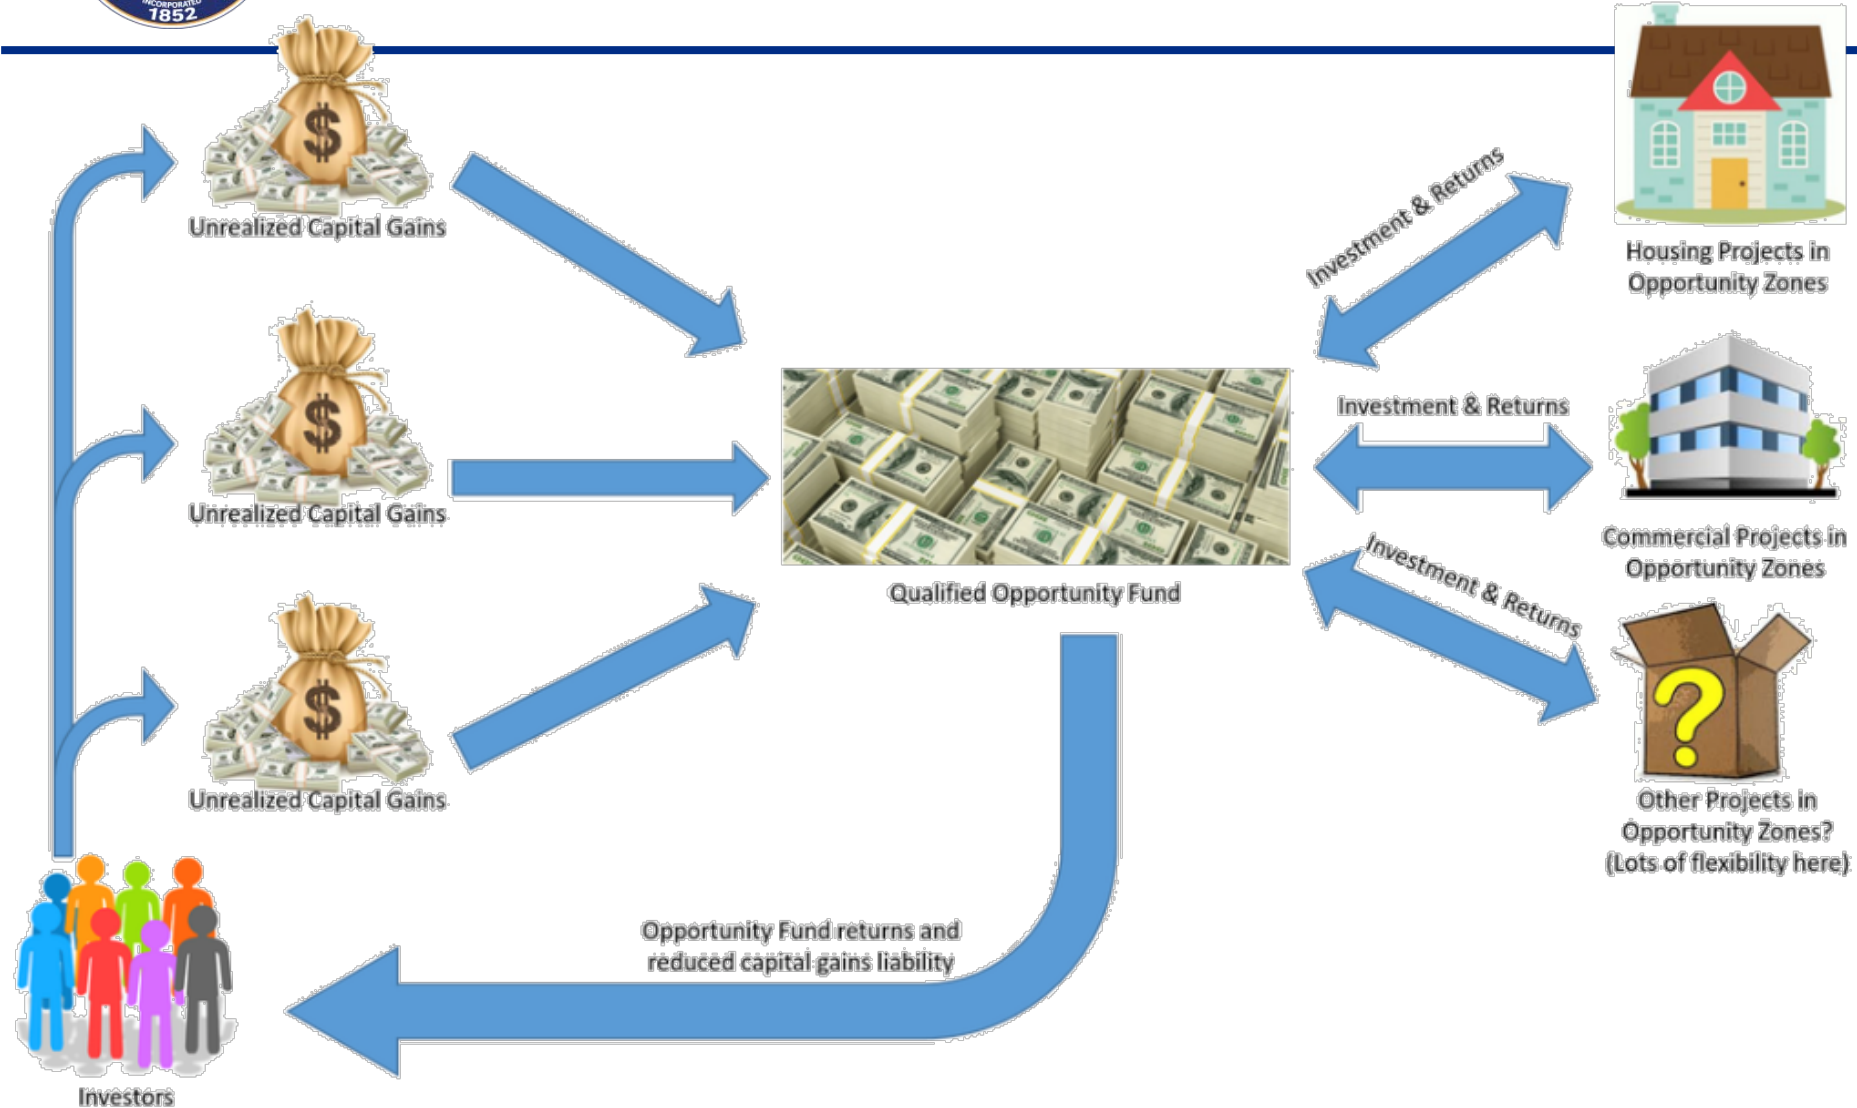 INCORPORATED
1852
Unrealized Capital Gains
Unrealized Capital Gains
Unrealized Capital Gains
Investors
Qualified Opportunity Fund
Opportunity Fund returns and
reduced capital gains liability
Investment & Returns
Investment & Returns
Investment & Returns
Housing Projects in
Opportunity Zones
Commercial Projects in
Opportunity Zones
Other Projects in
Opportunity Zones?
(Lots of flexibility here)
$
$
$
?